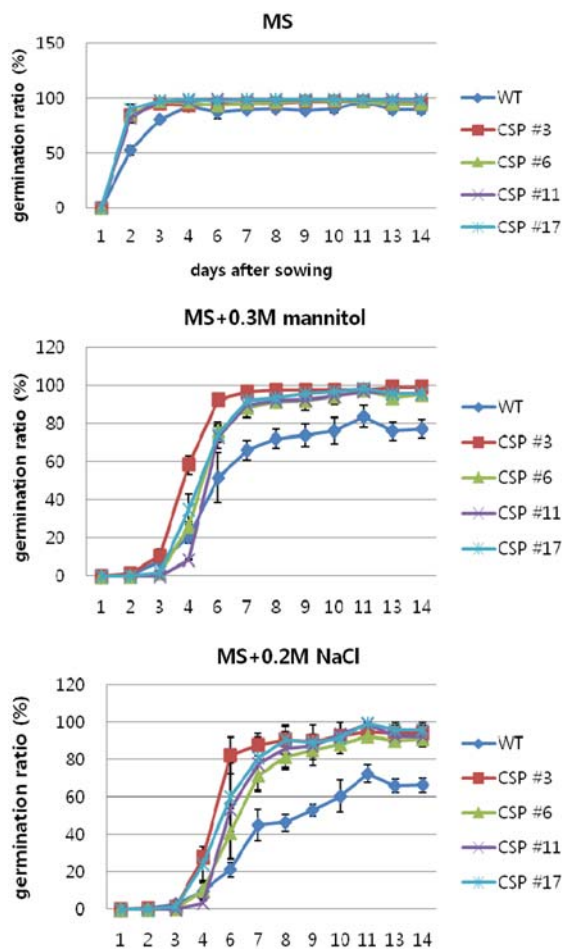 MS
150
100
50
0
germination ratio (%)
1 2 3 4 6 7 8 9 10 11 13 14
days after sowing
WT
CSP #3
CSP #6
CSP #11
CSP #17
MS+0.3M mannitol
120
100
80
60
40
20
0
germination ratio (%)
1 2 3 4 6 7 8 9 10 11 13 14
WT
CSP #3
CSP #6
CSP #11
CSP #17
MS+0.2M NaCl
120
100
80
60
40
20
0
germination ratio (%)
1 2 3 4 6 7 8 9 10 11 13 14
WT
CSP #3
CSP #6
CSP #11
CSP #17